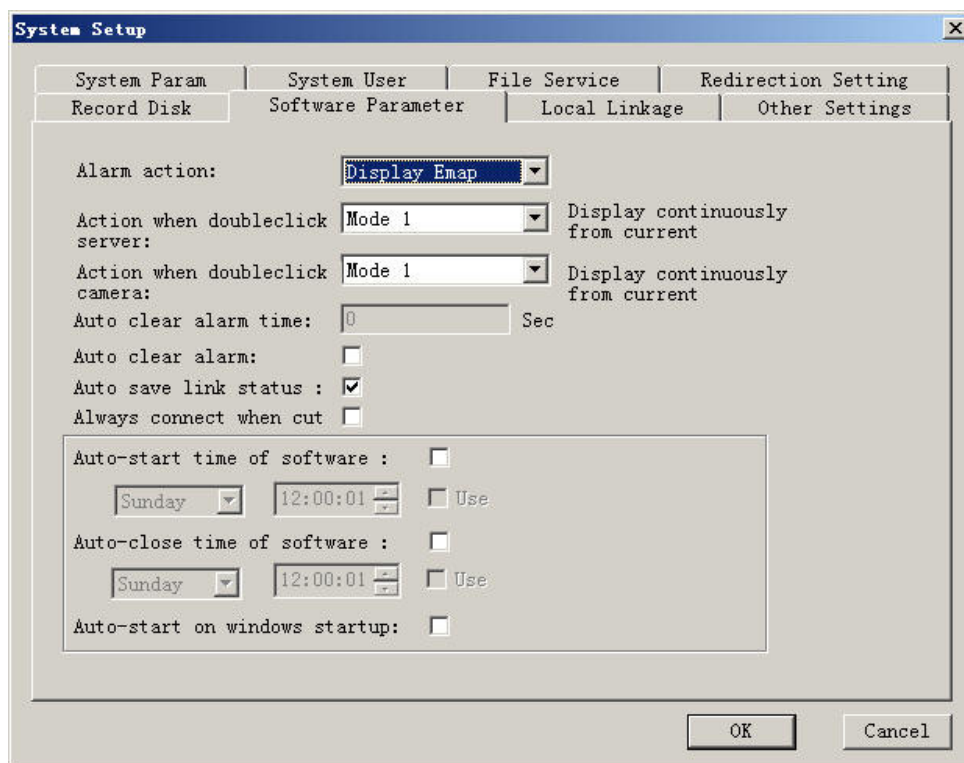 System Setup
System Param System User File Service Redirection Setting
Record Disk Software Parameter Local Linkage Other Settings
Alarm action: Display Emap
Action when doubleclick server: Mode 1 Display continuously from current
Action when doubleclick camera: Mode 1 Display continuously from current
Auto clear alarm time: 0 Sec
Auto clear alarm:
Auto save link status :
Always connect when cut
Auto-start time of software :
Sunday 12:00:01 Use
Auto-close time of software :
Sunday 12:00:01 Use
Auto-start on windows startup:
OK Cancel